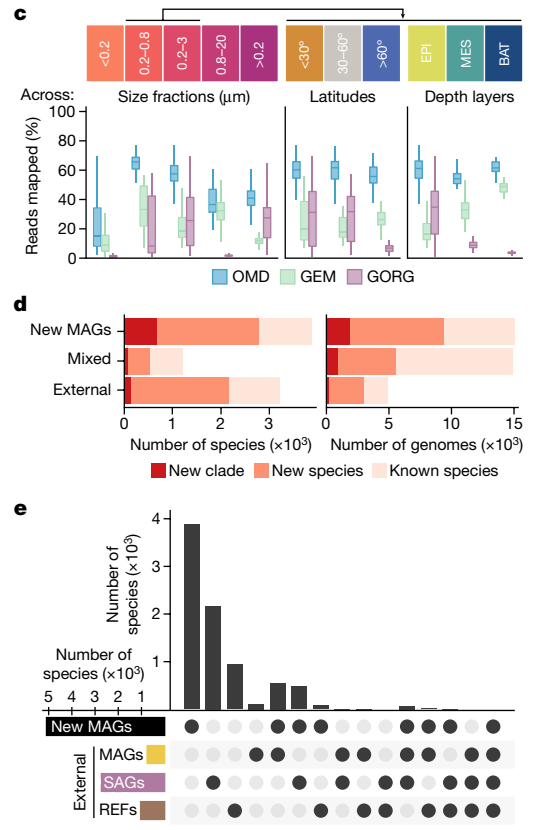 c
<0.2
0.2–0.8
0.2–3
0.8–20
>0.2
<30°
30–60°
>60°
EPI
MES
BAT
Across: Size fractions (μm) Latitudes Depth layers
Reads mapped (%)
100
80
60
40
20
0
OMD GEM GORG
d
New MAGs
Mixed
External
0 1 2 3 0 5 10 15
Number of species (×10³) Number of genomes (×10³)
New clade New species Known species
e
Number of
species (×10³)
4
3
2
1
Number of
species (×10³)
5 4 3 2 1
New MAGs
External
MAGs
SAGs
REFs